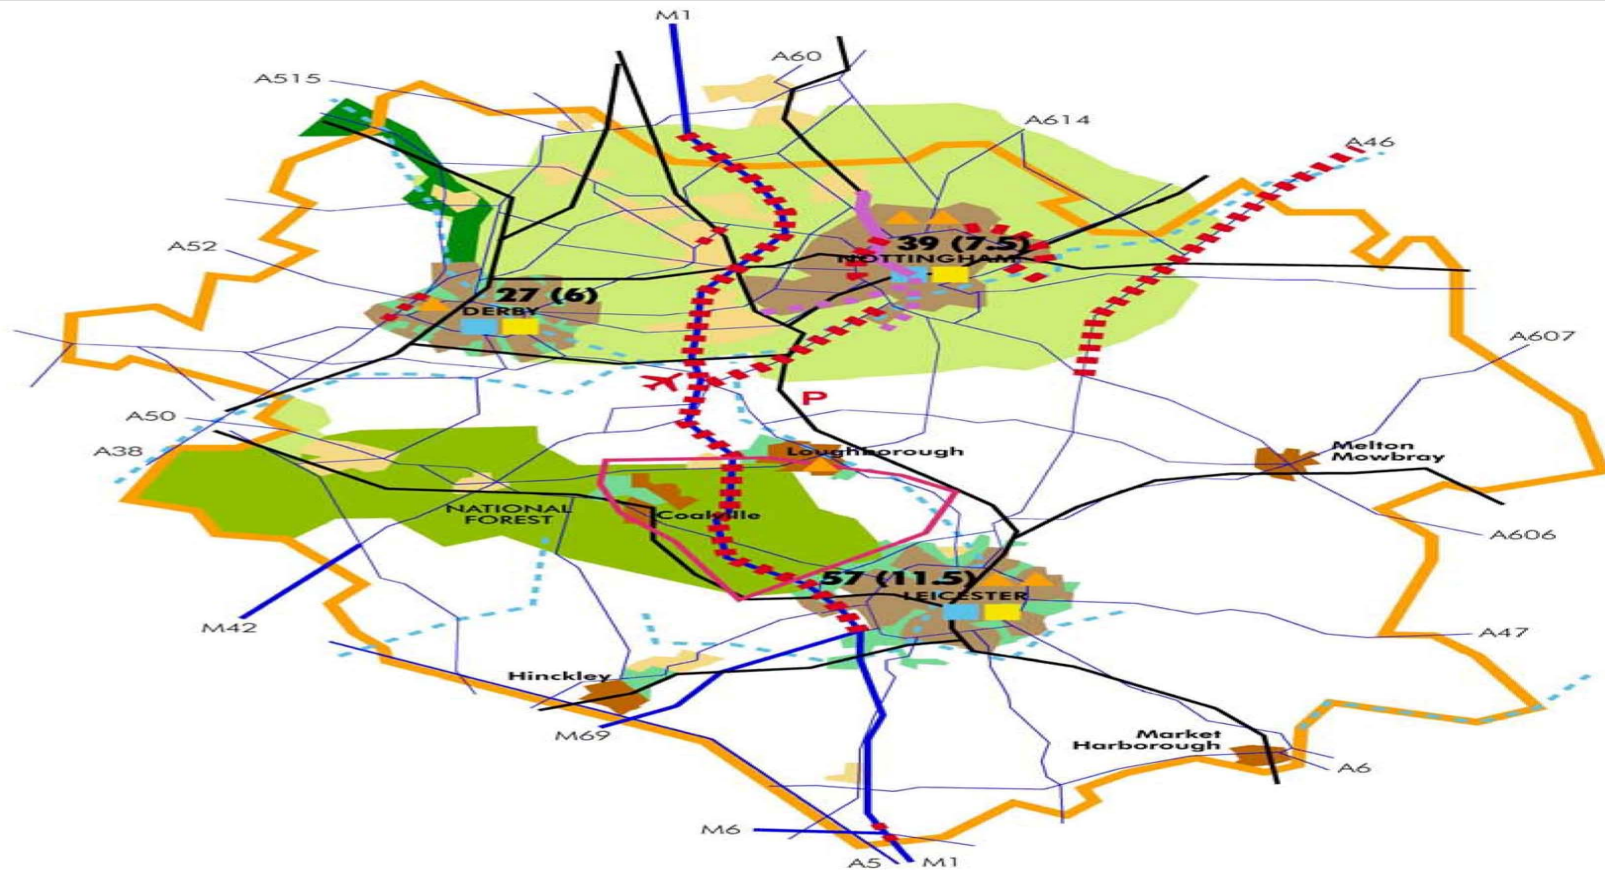 M1
A60
A515
A614
A46
A52
39 (7.5)
NOTTINGHAM
27 (6)
DERBY
A607
P
A50
A38
Loughborough
Melton
Mowbray
NATIONAL
FOREST
Coalville
A606
57 (11.5)
LEICESTER
M42
A47
Hinckley
M69
Market
Harborough
A6
M6
A5
M1